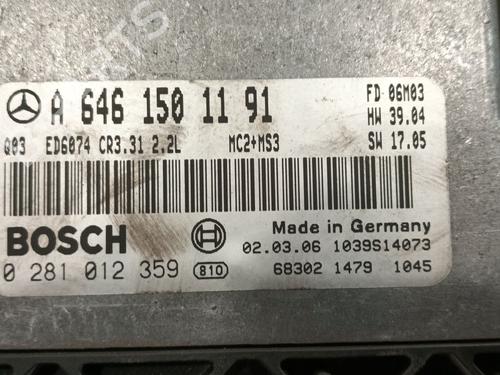 A 646 150 11 91
FD 06M03
HW 39.04
Q03 ED6074 CR3.31 2.2L MC2+MS3 SW 17.05
BOSCH
Made in Germany
02.03.06 1039S14073
0 281 012 359 810
68302 1479 1045